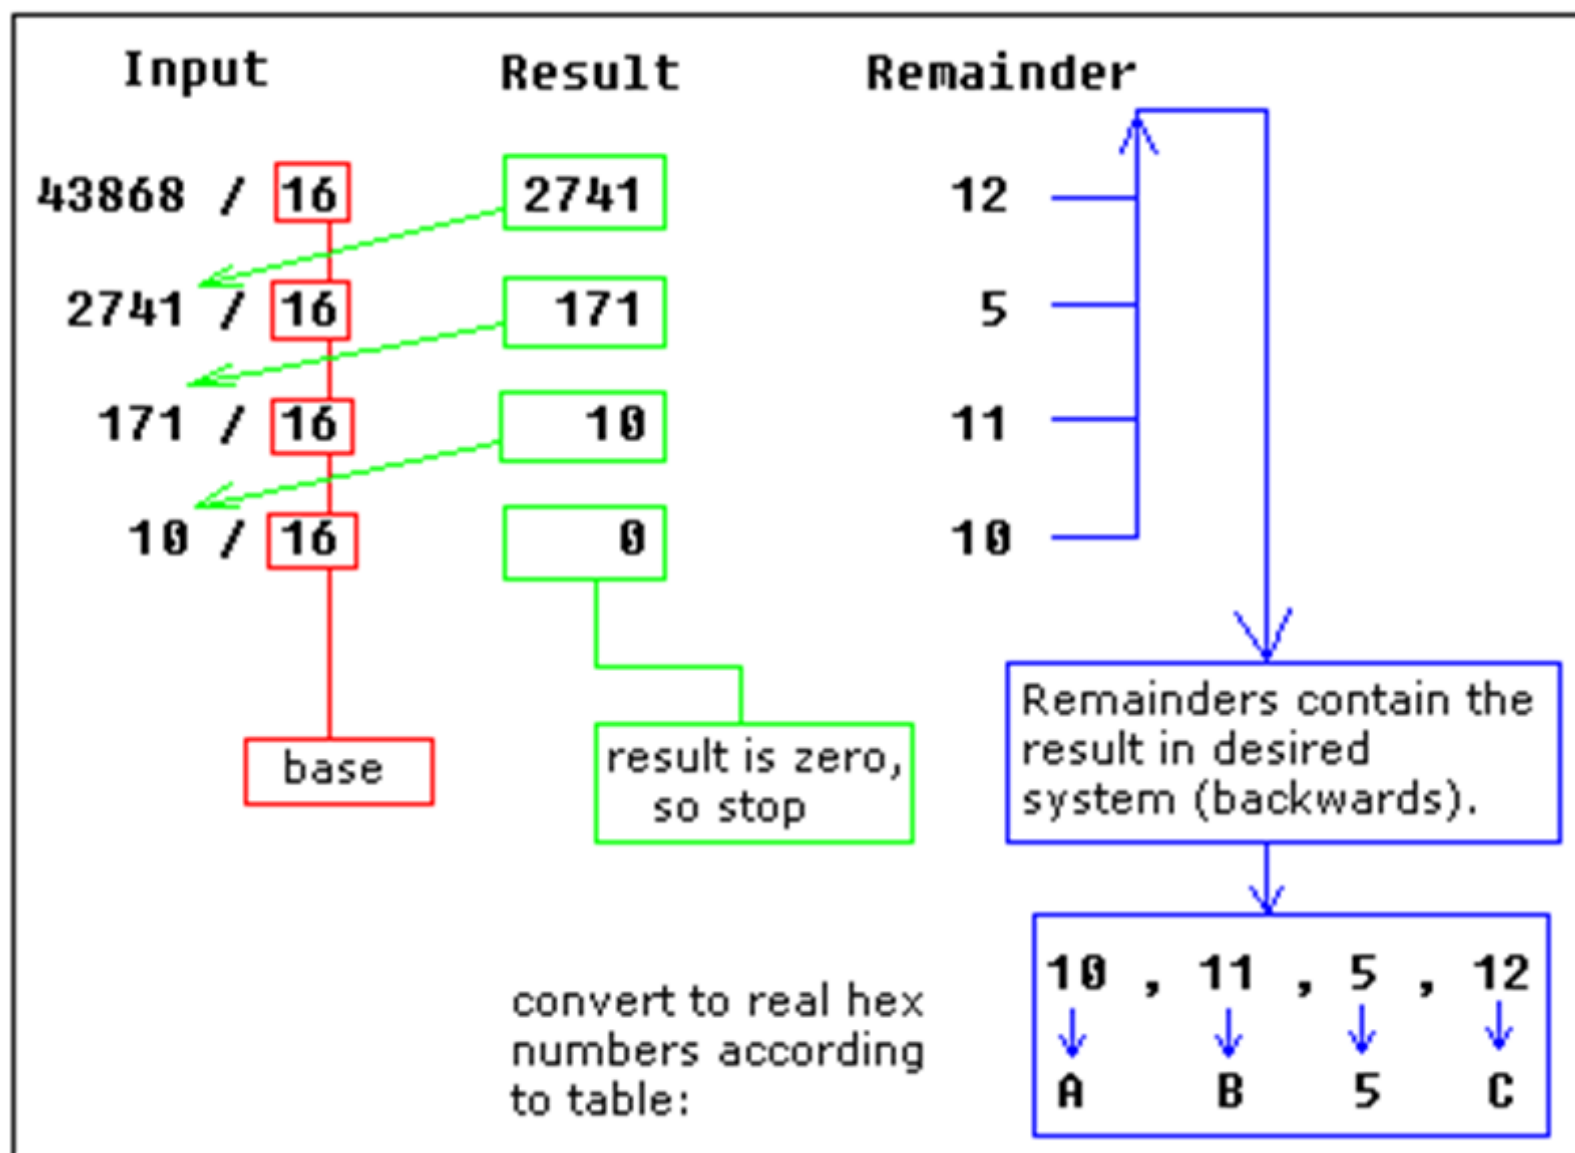 Input Result Remainder
43868 / 16 2741 12
2741 / 16 171 5
171 / 16 10 11
10 / 16 0 10
base
result is zero,
so stop
Remainders contain the
result in desired
system (backwards).
10 , 11 , 5 , 12
A B 5 C
convert to real hex
numbers according
to table: